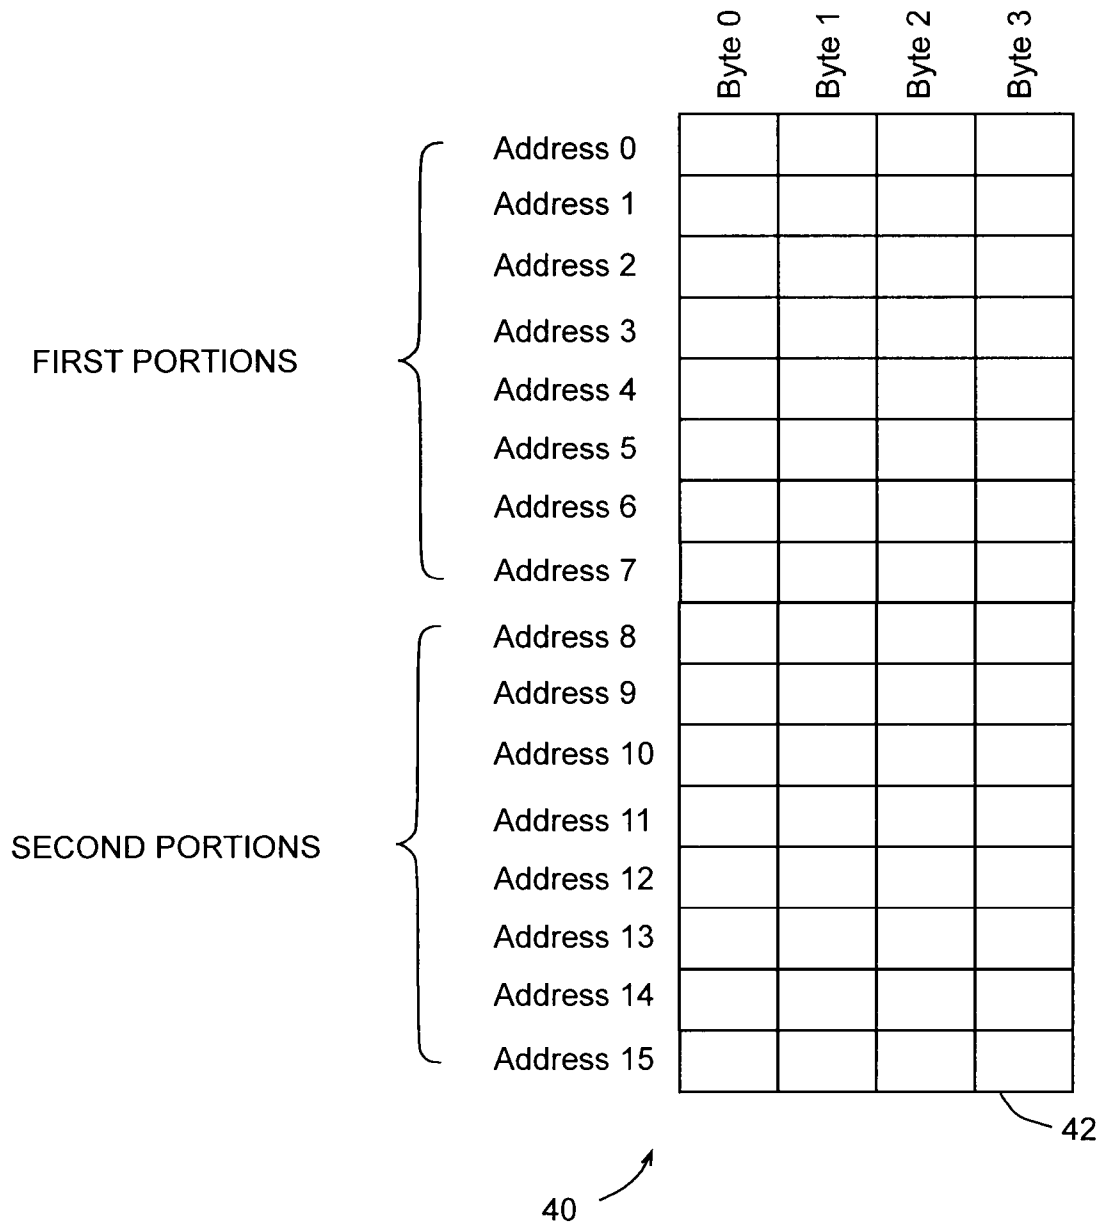 Byte 0
Byte 1
Byte 2
Byte 3
Address 0
Address 1
Address 2
Address 3
FIRST PORTIONS
Address 4
Address 5
Address 6
Address 7
Address 8
Address 9
Address 10
Address 11
SECOND PORTIONS
Address 12
Address 13
Address 14
Address 15
42
40